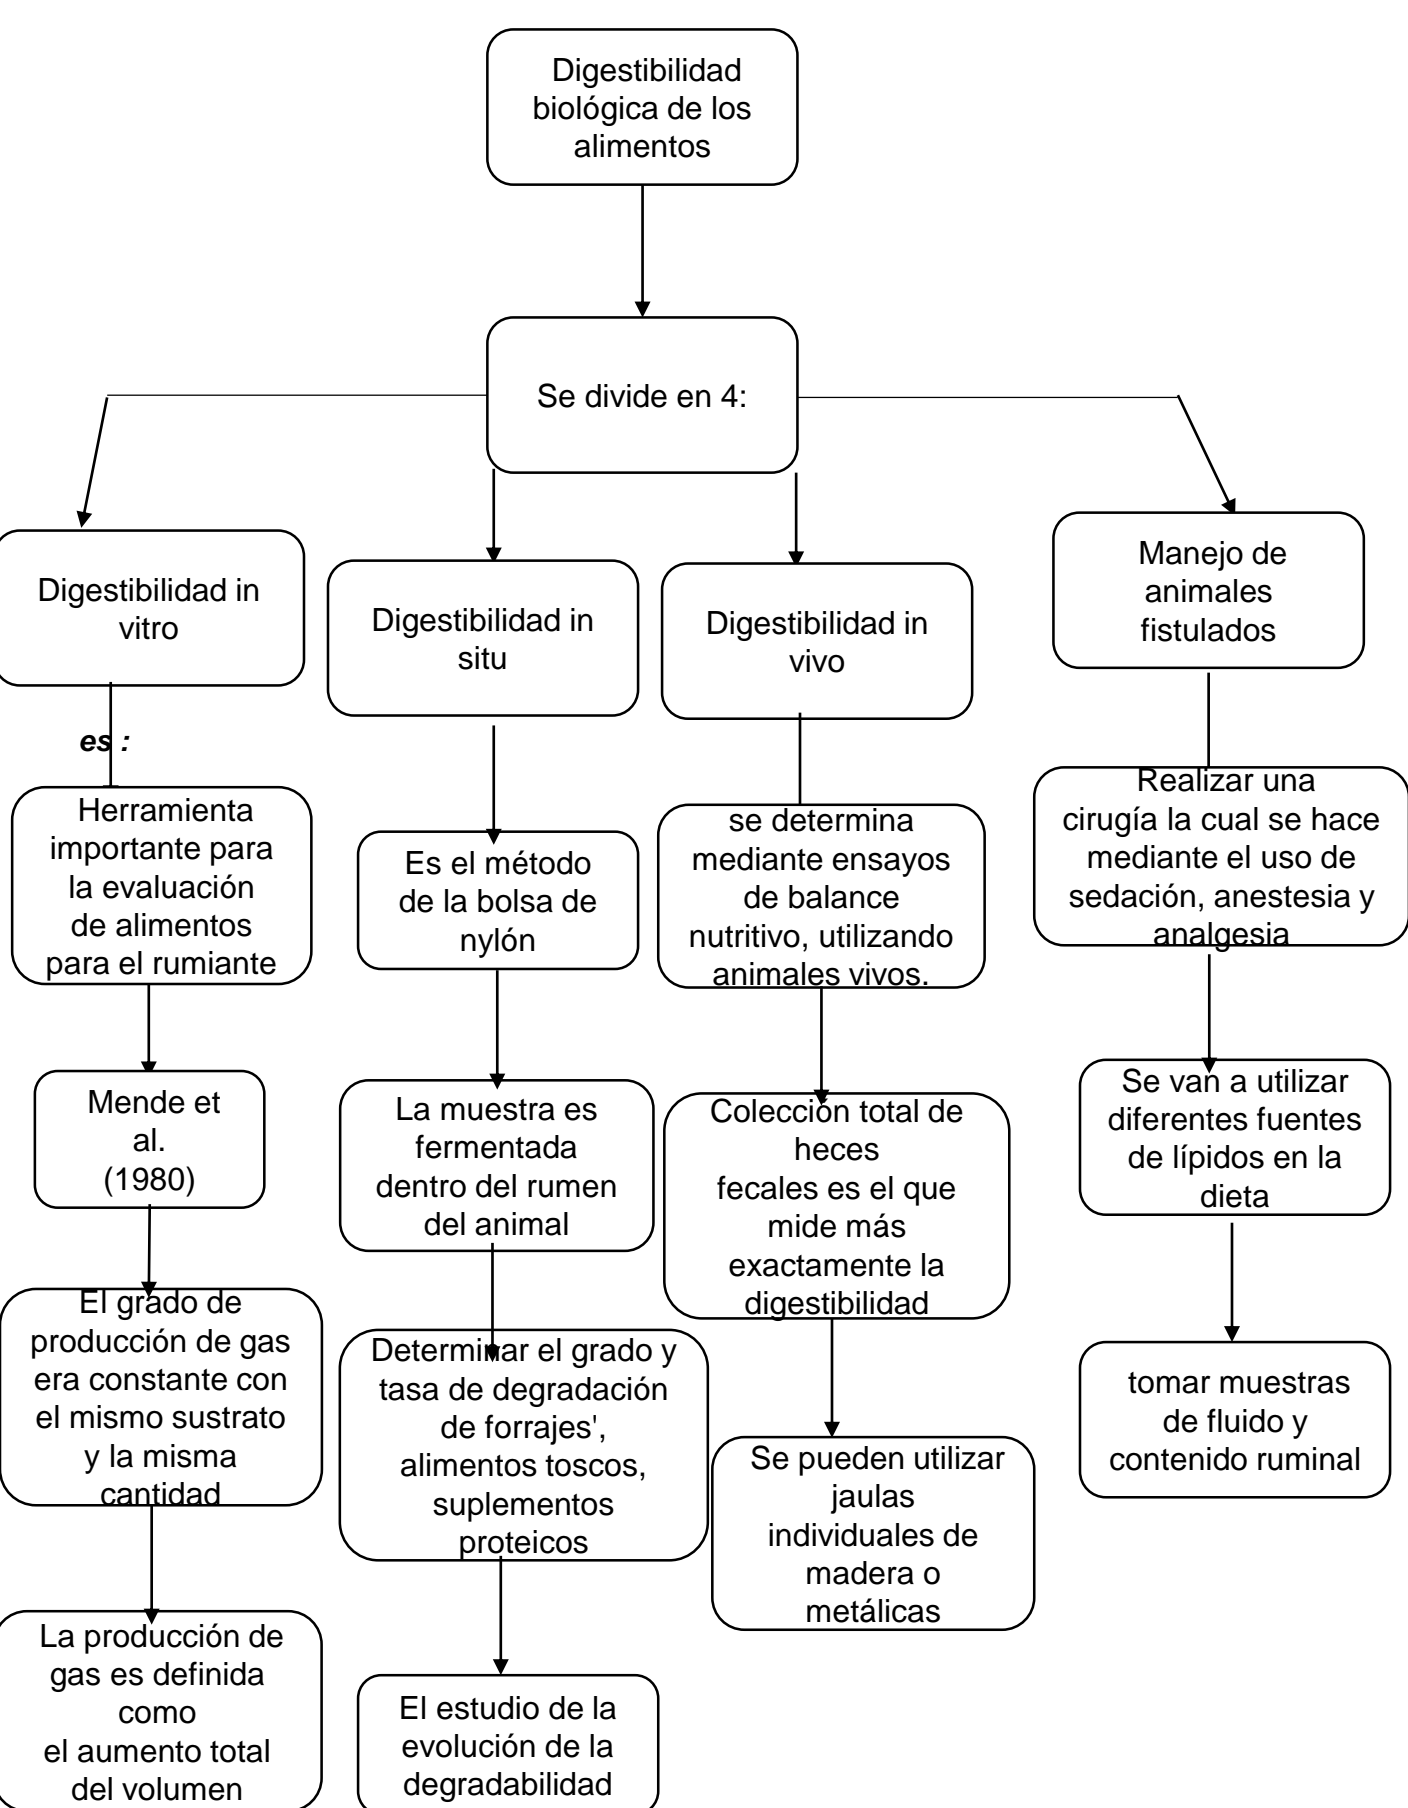 Digestibilidad
biológica de los
alimentos
Se divide en 4:
Digestibilidad in
vitro
es :
Herramienta
importante para
la evaluación
de alimentos
para el rumiante
Mende et
al.
(1980)
El grado de
producción de gas
era constante con
el mismo sustrato
y la misma
cantidad
La producción de
gas es definida
como
el aumento total
del volumen
Digestibilidad in
situ
Es el método
de la bolsa de
nylón
La muestra es
fermentada
dentro del rumen
del animal
Determinar el grado y
tasa de degradación
de forrajes',
alimentos toscos,
suplementos
proteicos
El estudio de la
evolución de la
degradabilidad
Digestibilidad in
vivo
se determina
mediante ensayos
de balance
nutritivo, utilizando
animales vivos.
Colección total de
heces
fecales es el que
mide más
exactamente la
digestibilidad
Se pueden utilizar
jaulas
individuales de
madera o
metálicas
Manejo de
animales
fistulados
Realizar una
cirugía la cual se hace
mediante el uso de
sedación, anestesia y
analgesia
Se van a utilizar
diferentes fuentes
de lípidos en la
dieta
tomar muestras
de fluido y
contenido ruminal